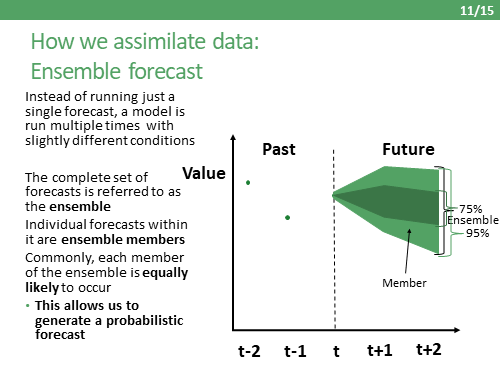 11/15
How we assimilate data:
Ensemble forecast
Instead of running just a
single forecast, a model is
run multiple times with
slightly different conditions
The complete set of
forecasts is referred to as
the ensemble
Individual forecasts within
it are ensemble members
Commonly, each member
of the ensemble is equally
likely to occur
• This allows us to
generate a probabilistic
forecast
Past
Future
Value
75%
Ensemble
95%
Member
t-2 t-1 t t+1 t+2